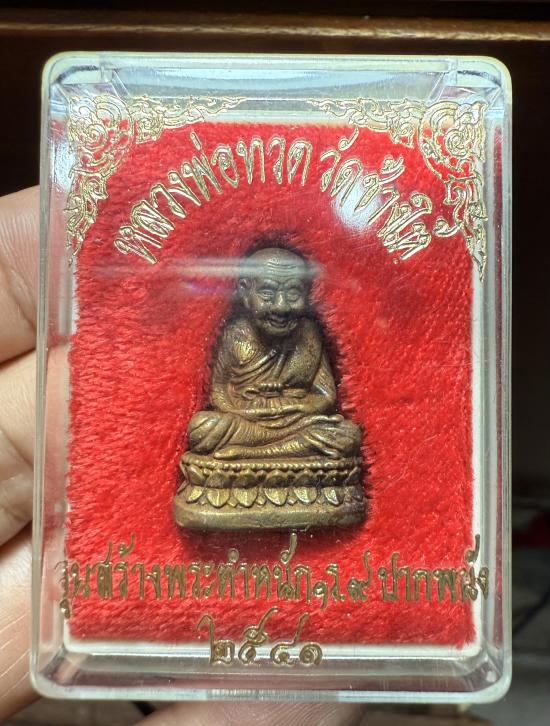 หลวงพ่อทวด วัดช้างให้
รุ่นสร้างพระตำหนัก ร.๙ ปากพนัง
๒๕๔๑